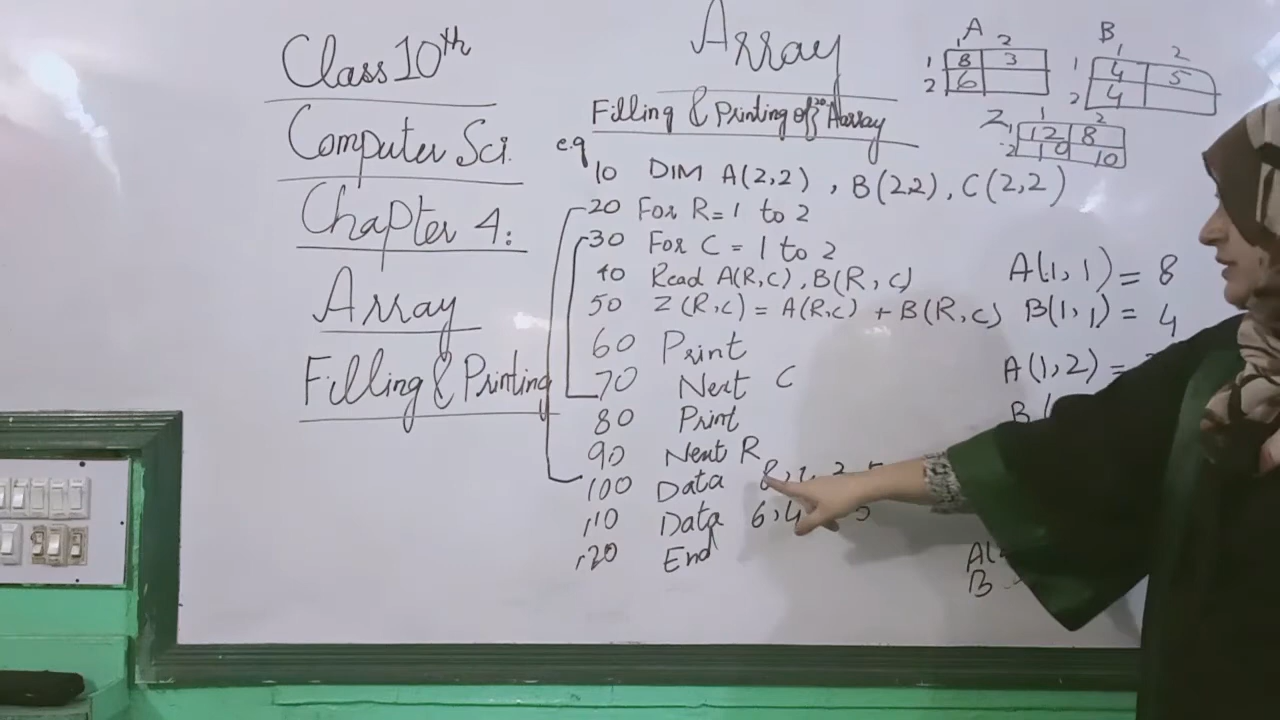 Class 10th
Computer Sci.
Chapter 4:
Array
Filling & Printing
Array
Filling & Printing of 2D Aarray
e.g
10 DIM A(2,2), B(2,2), C(2,2)
20 For R=1 to 2
30 For C = 1 to 2
40 Read A(R,C), B(R,C)
50 Z(R,C) = A(R,C) + B(R,C)
60 Print
70 Next C
80 Print
90 Next R
100 Data 8,
110 Data 6,4
120 End
A
1 2
1 8 3
2 6
B
1 2
1 4 5
2 4
Z 1 2
1 12 8
2 10 10
A(1,1) = 8
B(1,1) = 4
A(1,2) =
B(
A(
B